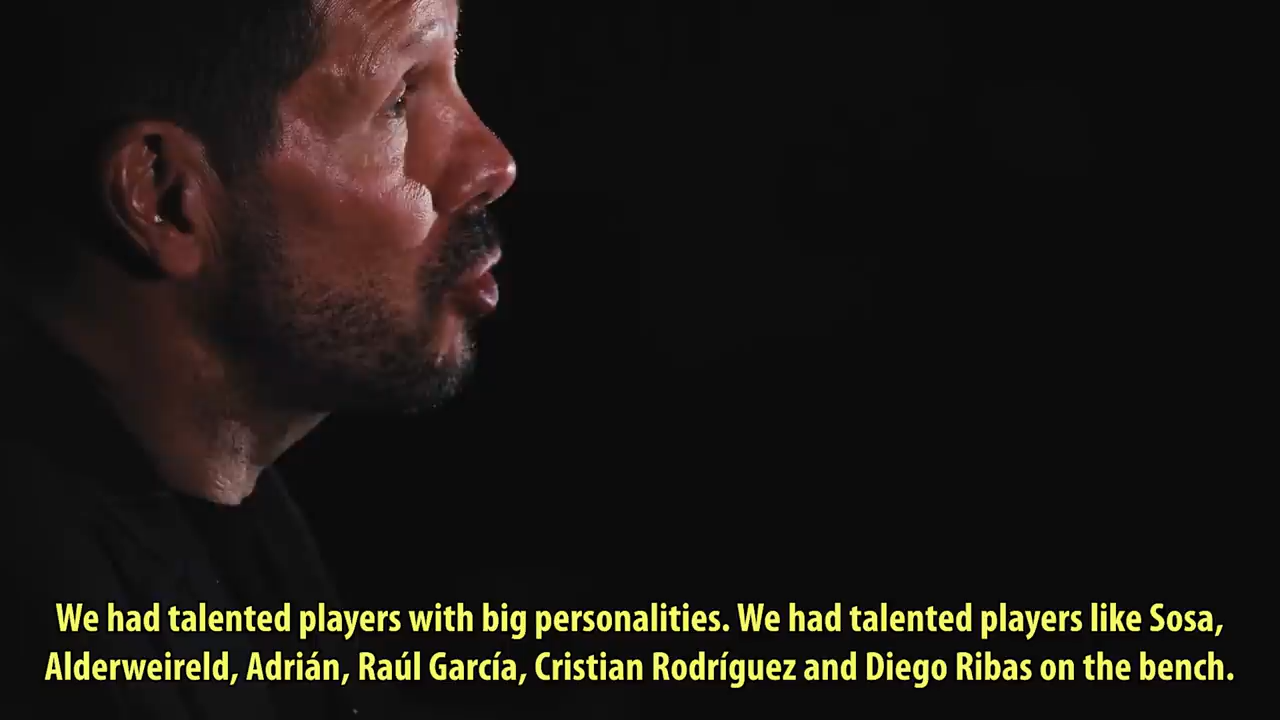 We had talented players with big personalities. We had talented players like Sosa,
Alderweireld, Adrián, Raúl García, Cristian Rodríguez and Diego Ribas on the bench.